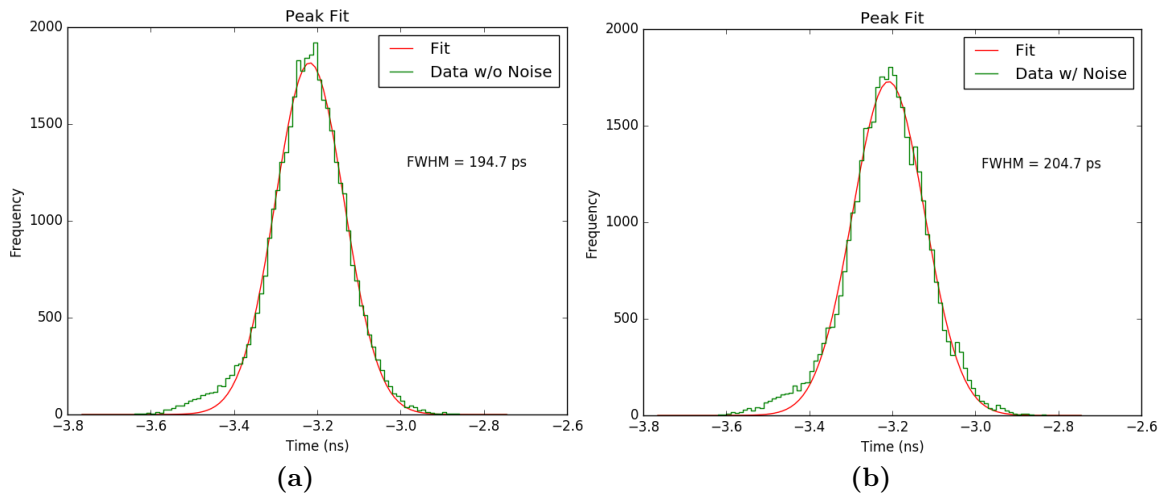 Peak Fit
2000
1500
1000
500
0
Frequency
Fit
Data w/o Noise
FWHM = 194.7 ps
−3.8 −3.6 −3.4 −3.2 −3.0 −2.8 −2.6
Time (ns)
(a)
Peak Fit
2000
1500
1000
500
0
Frequency
Fit
Data w/ Noise
FWHM = 204.7 ps
−3.8 −3.6 −3.4 −3.2 −3.0 −2.8 −2.6
Time (ns)
(b)